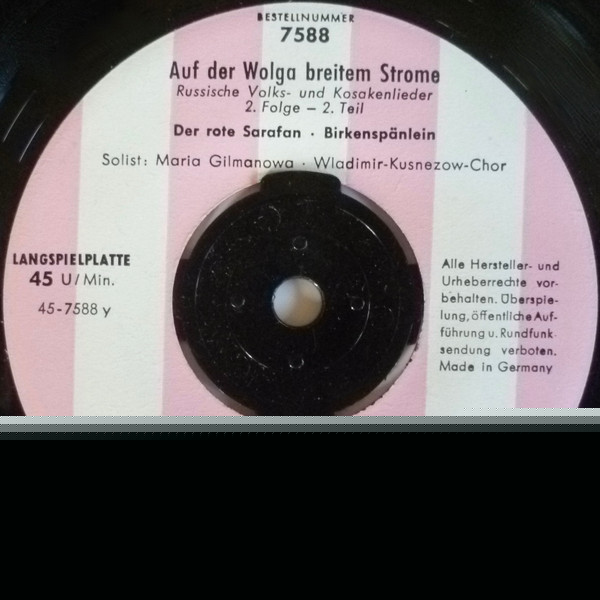 BESTELLNUMMER
7588
Auf der Wolga breitem Strome
Russische Volks- und Kosakenlieder
2. Folge – 2. Teil
Der rote Sarafan · Birkenspänlein
Solist: Maria Gilmanowa · Wladimir-Kusnezow-Chor
LANGSPIELPLATTE
45 U/Min.
45-7588 y
Alle Hersteller- und
Urheberrechte vor-
behalten. Überspie-
lung, öffentliche Auf-
führung u. Rundfunk-
sendung verboten.
Made in Germany